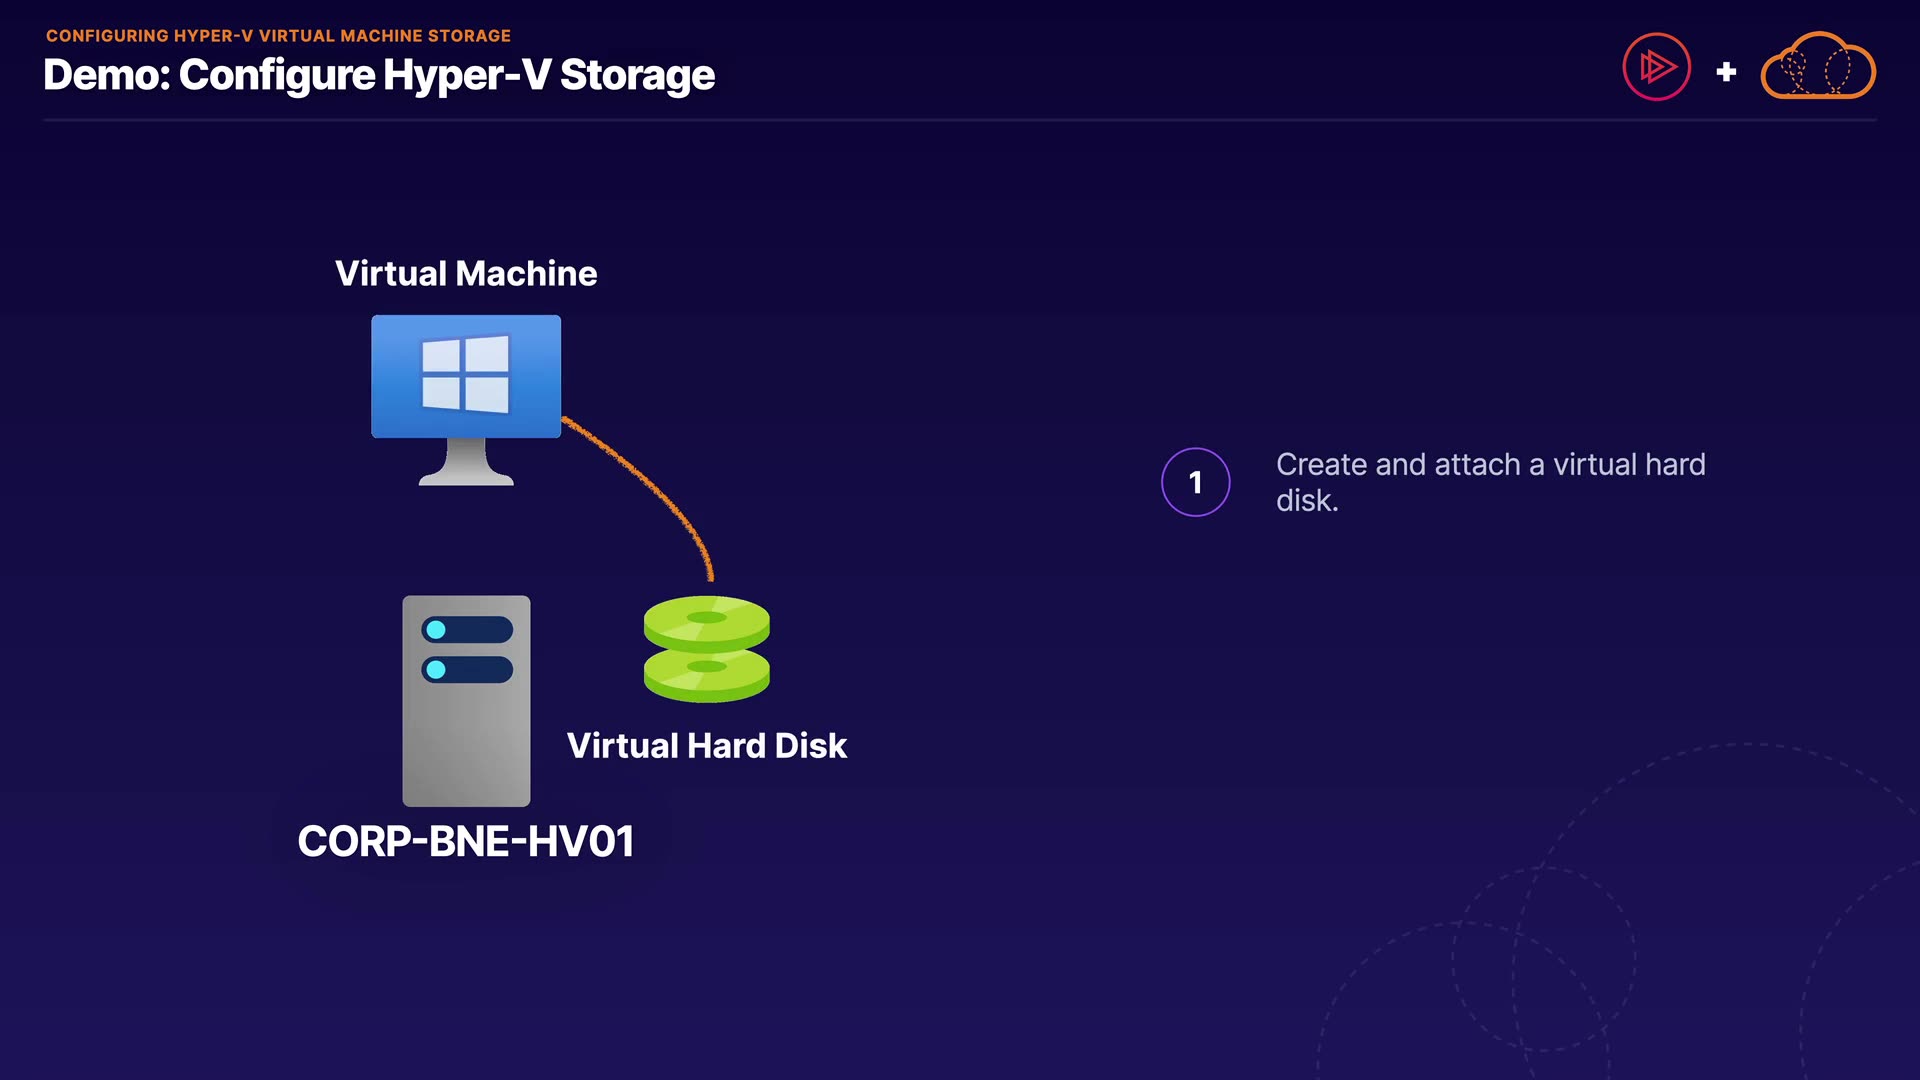 CONFIGURING HYPER-V VIRTUAL MACHINE STORAGE
Demo: Configure Hyper-V Storage
Virtual Machine
1
Create and attach a virtual hard
disk.
Virtual Hard Disk
CORP-BNE-HV01